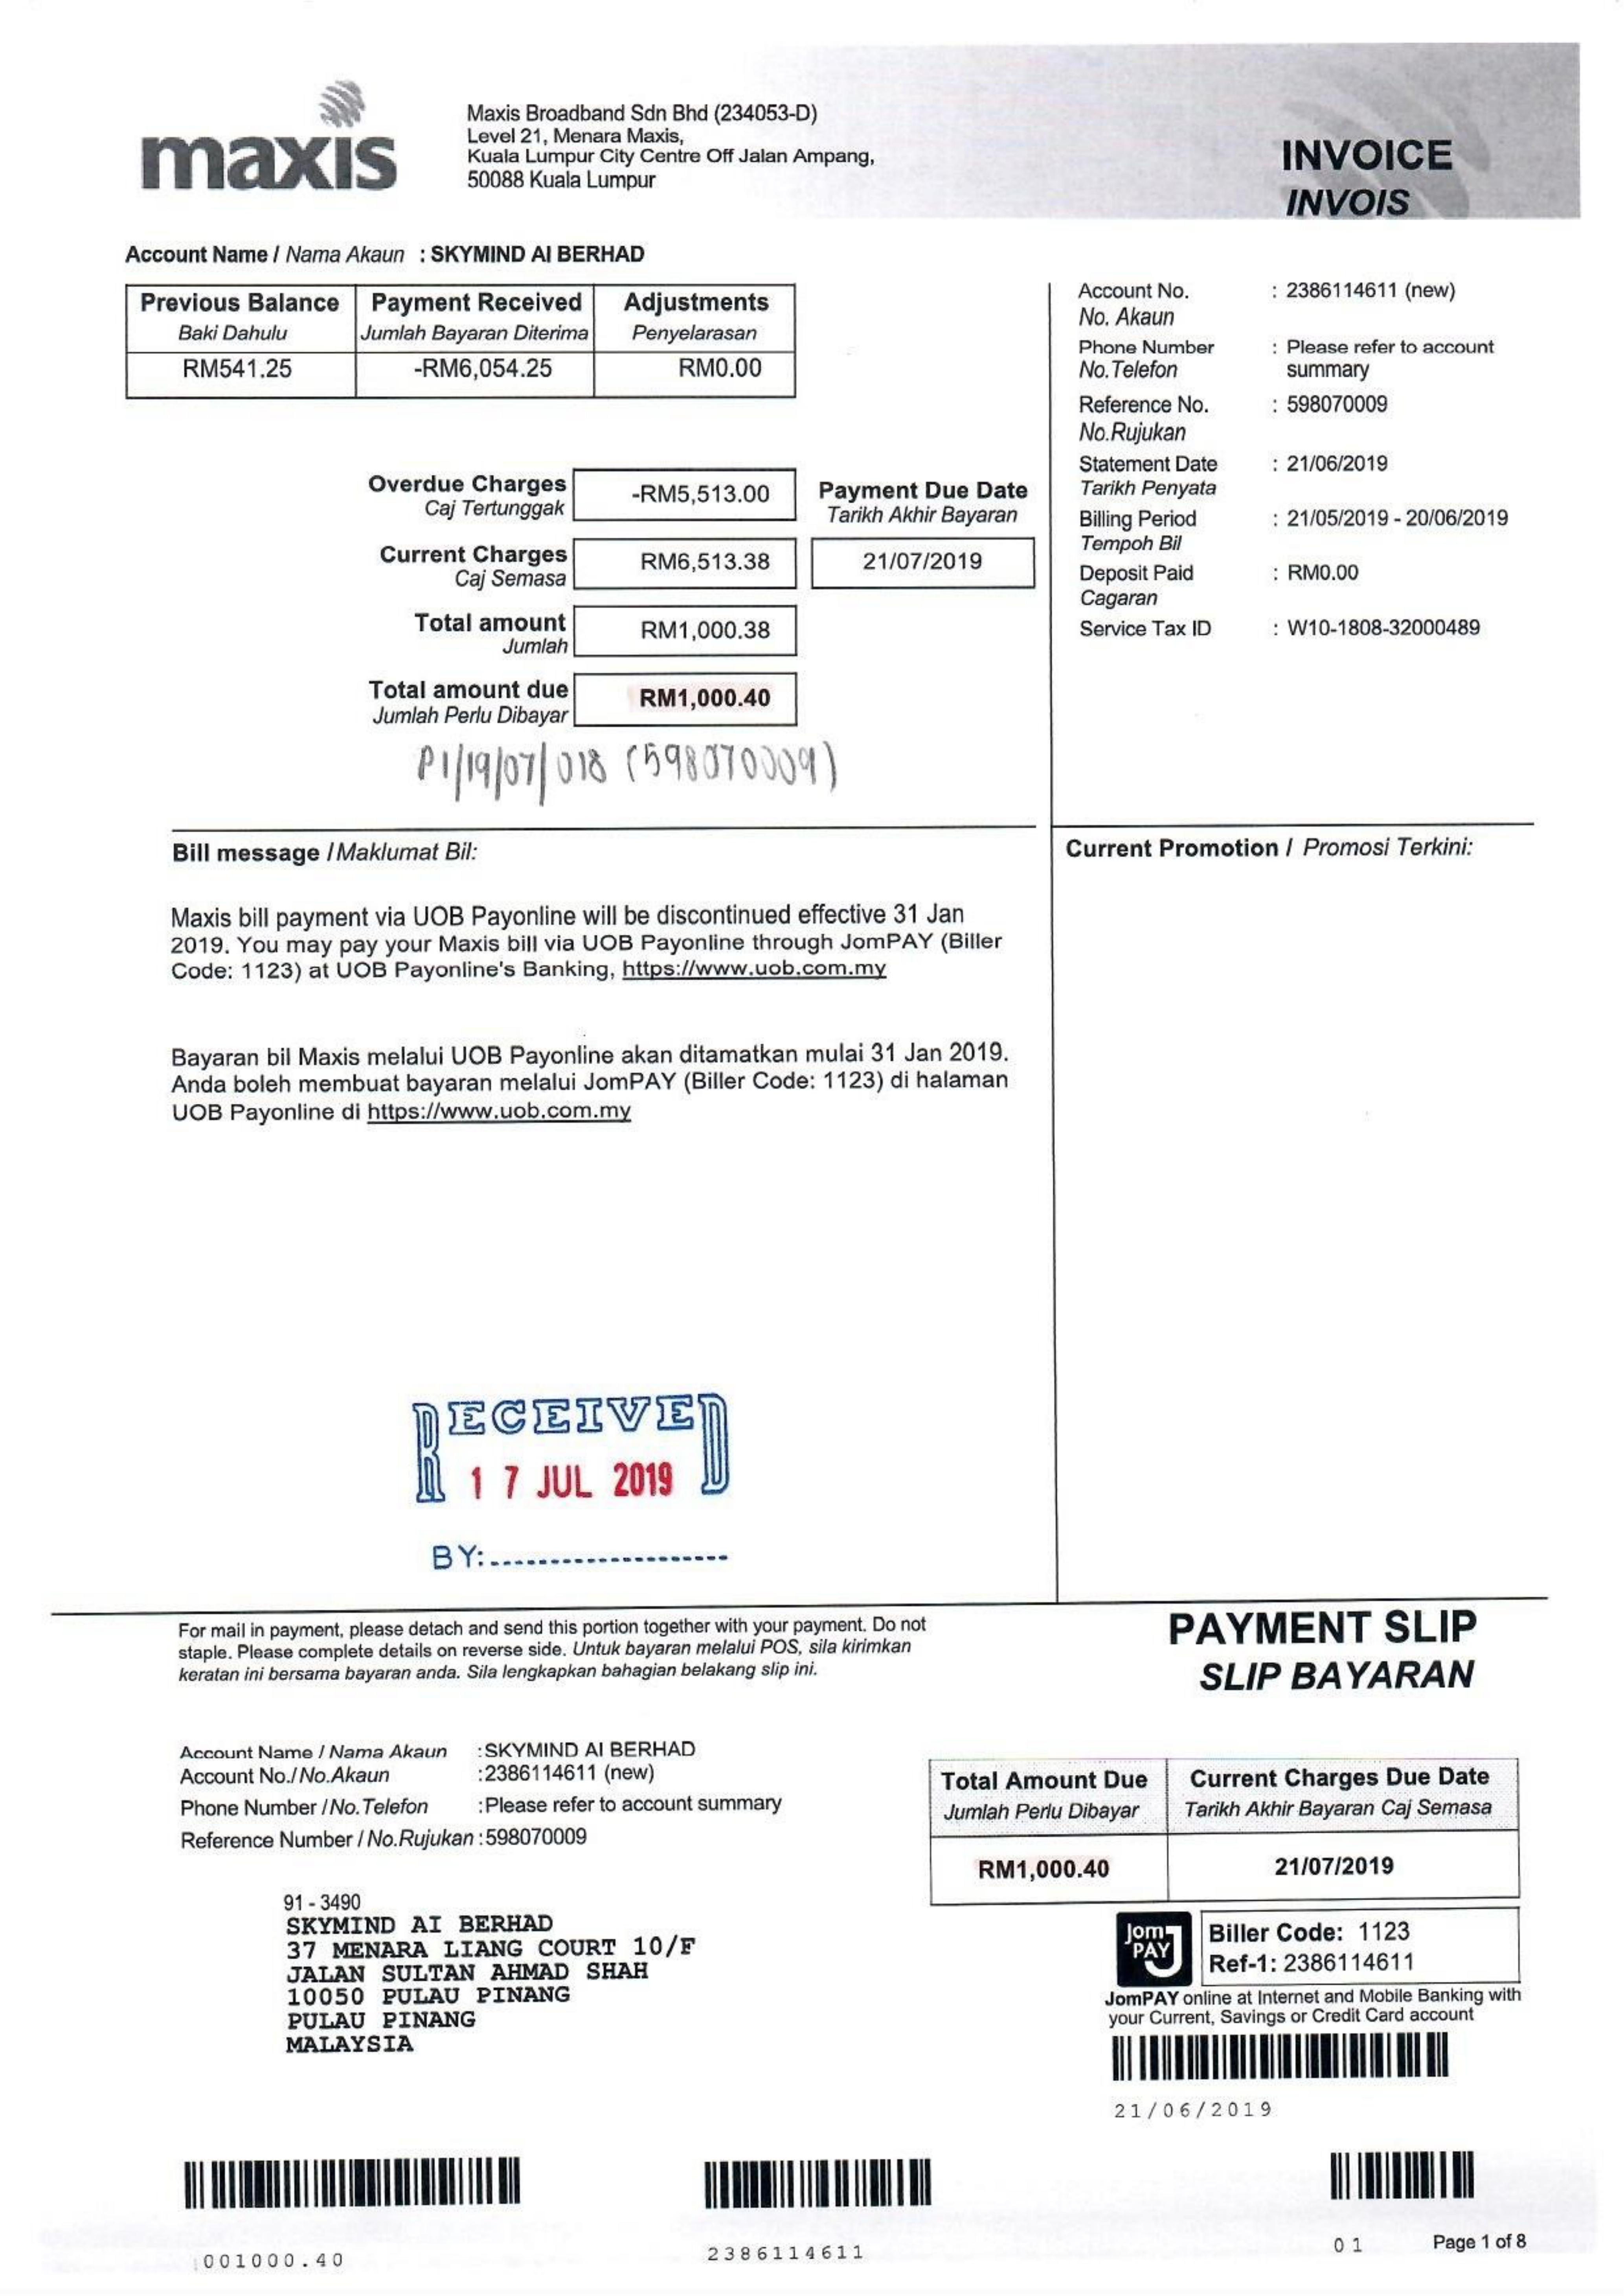 maxis
Maxis Broadband Sdn Bhd (234053-D)
Level 21, Menara Maxis,
Kuala Lumpur City Centre Off Jalan Ampang,
50088 Kuala Lumpur
INVOICE
INVOIS
Account Name / Nama Akaun : SKYMIND AI BERHAD
Previous Balance Payment Received Adjustments
Baki Dahulu Jumlah Bayaran Diterima Penyelarasan
RM541.25 -RM6,054.25 RM0.00
Account No. : 2386114611 (new)
No. Akaun
Phone Number : Please refer to account
No.Telefon summary
Reference No. : 598070009
No.Rujukan
Statement Date : 21/06/2019
Tarikh Penyata
Billing Period : 21/05/2019 - 20/06/2019
Tempoh Bil
Deposit Paid : RM0.00
Cagaran
Service Tax ID : W10-1808-32000489
Overdue Charges -RM5,513.00
Caj Tertunggak
Payment Due Date
Tarikh Akhir Bayaran
Current Charges RM6,513.38 21/07/2019
Caj Semasa
Total amount RM1,000.38
Jumlah
Total amount due RM1,000.40
Jumlah Perlu Dibayar
P1/19/07/018 (598070009)
Bill message / Maklumat Bil:
Maxis bill payment via UOB Payonline will be discontinued effective 31 Jan
2019. You may pay your Maxis bill via UOB Payonline through JomPAY (Biller
Code: 1123) at UOB Payonline's Banking, https://www.uob.com.my
Bayaran bil Maxis melalui UOB Payonline akan ditamatkan mulai 31 Jan 2019.
Anda boleh membuat bayaran melalui JomPAY (Biller Code: 1123) di halaman
UOB Payonline di https://www.uob.com.my
Current Promotion / Promosi Terkini:
RECEIVED
17 JUL 2019
BY:.......................
For mail in payment, please detach and send this portion together with your payment. Do not
staple. Please complete details on reverse side. Untuk bayaran melalui POS, sila kirimkan
keratan ini bersama bayaran anda. Sila lengkapkan bahagian belakang slip ini.
PAYMENT SLIP
SLIP BAYARAN
Account Name / Nama Akaun :SKYMIND AI BERHAD
Account No./ No.Akaun :2386114611 (new)
Phone Number / No.Telefon :Please refer to account summary
Reference Number / No.Rujukan :598070009
Total Amount Due Current Charges Due Date
Jumlah Perlu Dibayar Tarikh Akhir Bayaran Caj Semasa
RM1,000.40 21/07/2019
91 - 3490
SKYMIND AI BERHAD
37 MENARA LIANG COURT 10/F
JALAN SULTAN AHMAD SHAH
10050 PULAU PINANG
PULAU PINANG
MALAYSIA
Jom
PAY
Biller Code: 1123
Ref-1: 2386114611
JomPAY online at Internet and Mobile Banking with
your Current, Savings or Credit Card account
21/06/2019
001000.40
2386114611
01
Page 1 of 8